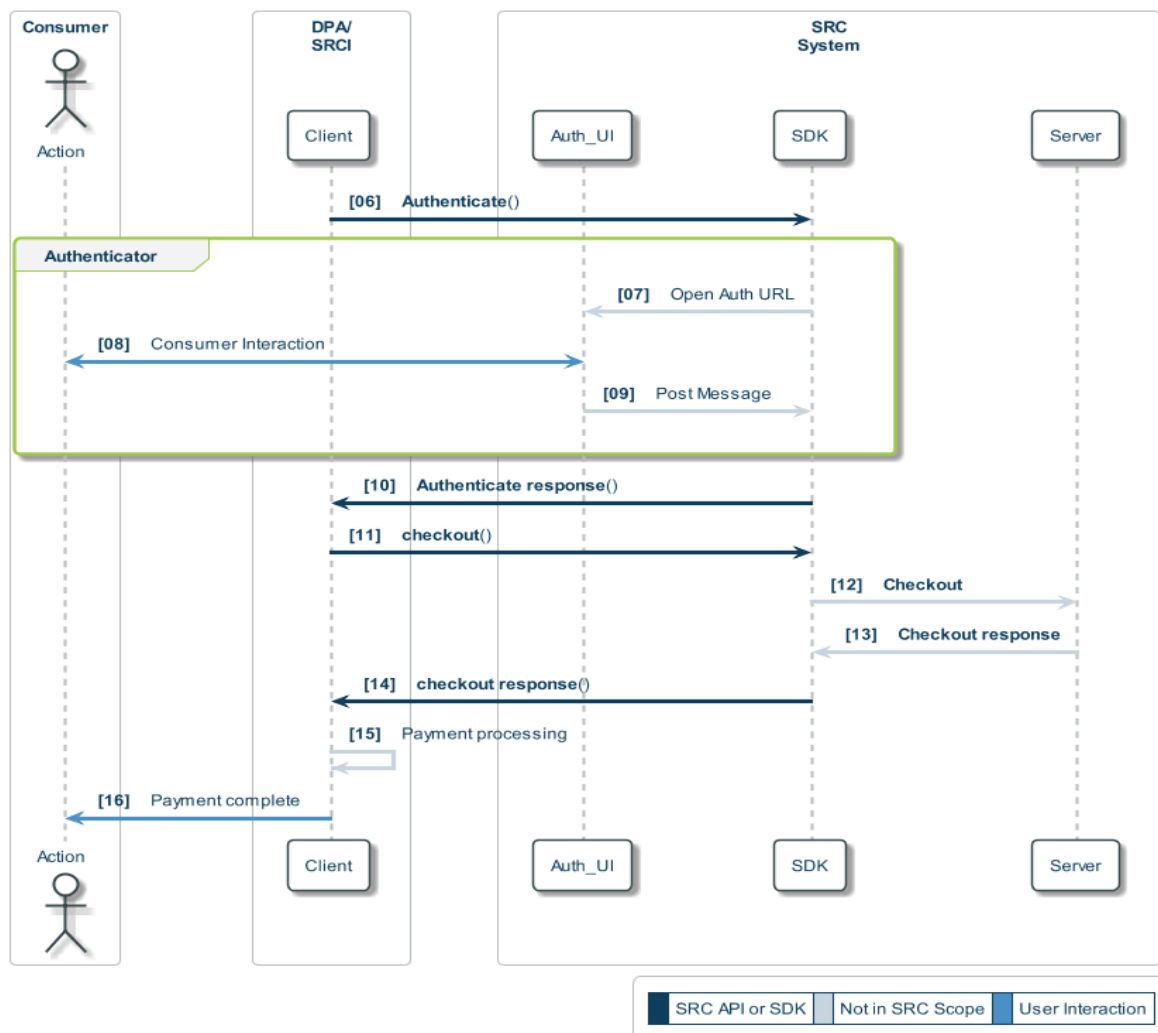 Consumer
DPA/
SRCI
SRC
System
Action
Client
Auth_UI
SDK
Server
[06] Authenticate()
Authenticator
[07] Open Auth URL
[08] Consumer Interaction
[09] Post Message
[10] Authenticate response()
[11] checkout()
[12] Checkout
[13] Checkout response
[14] checkout response()
[15] Payment processing
[16] Payment complete
Action
Client
Auth_UI
SDK
Server
SRC API or SDK
Not in SRC Scope
User Interaction